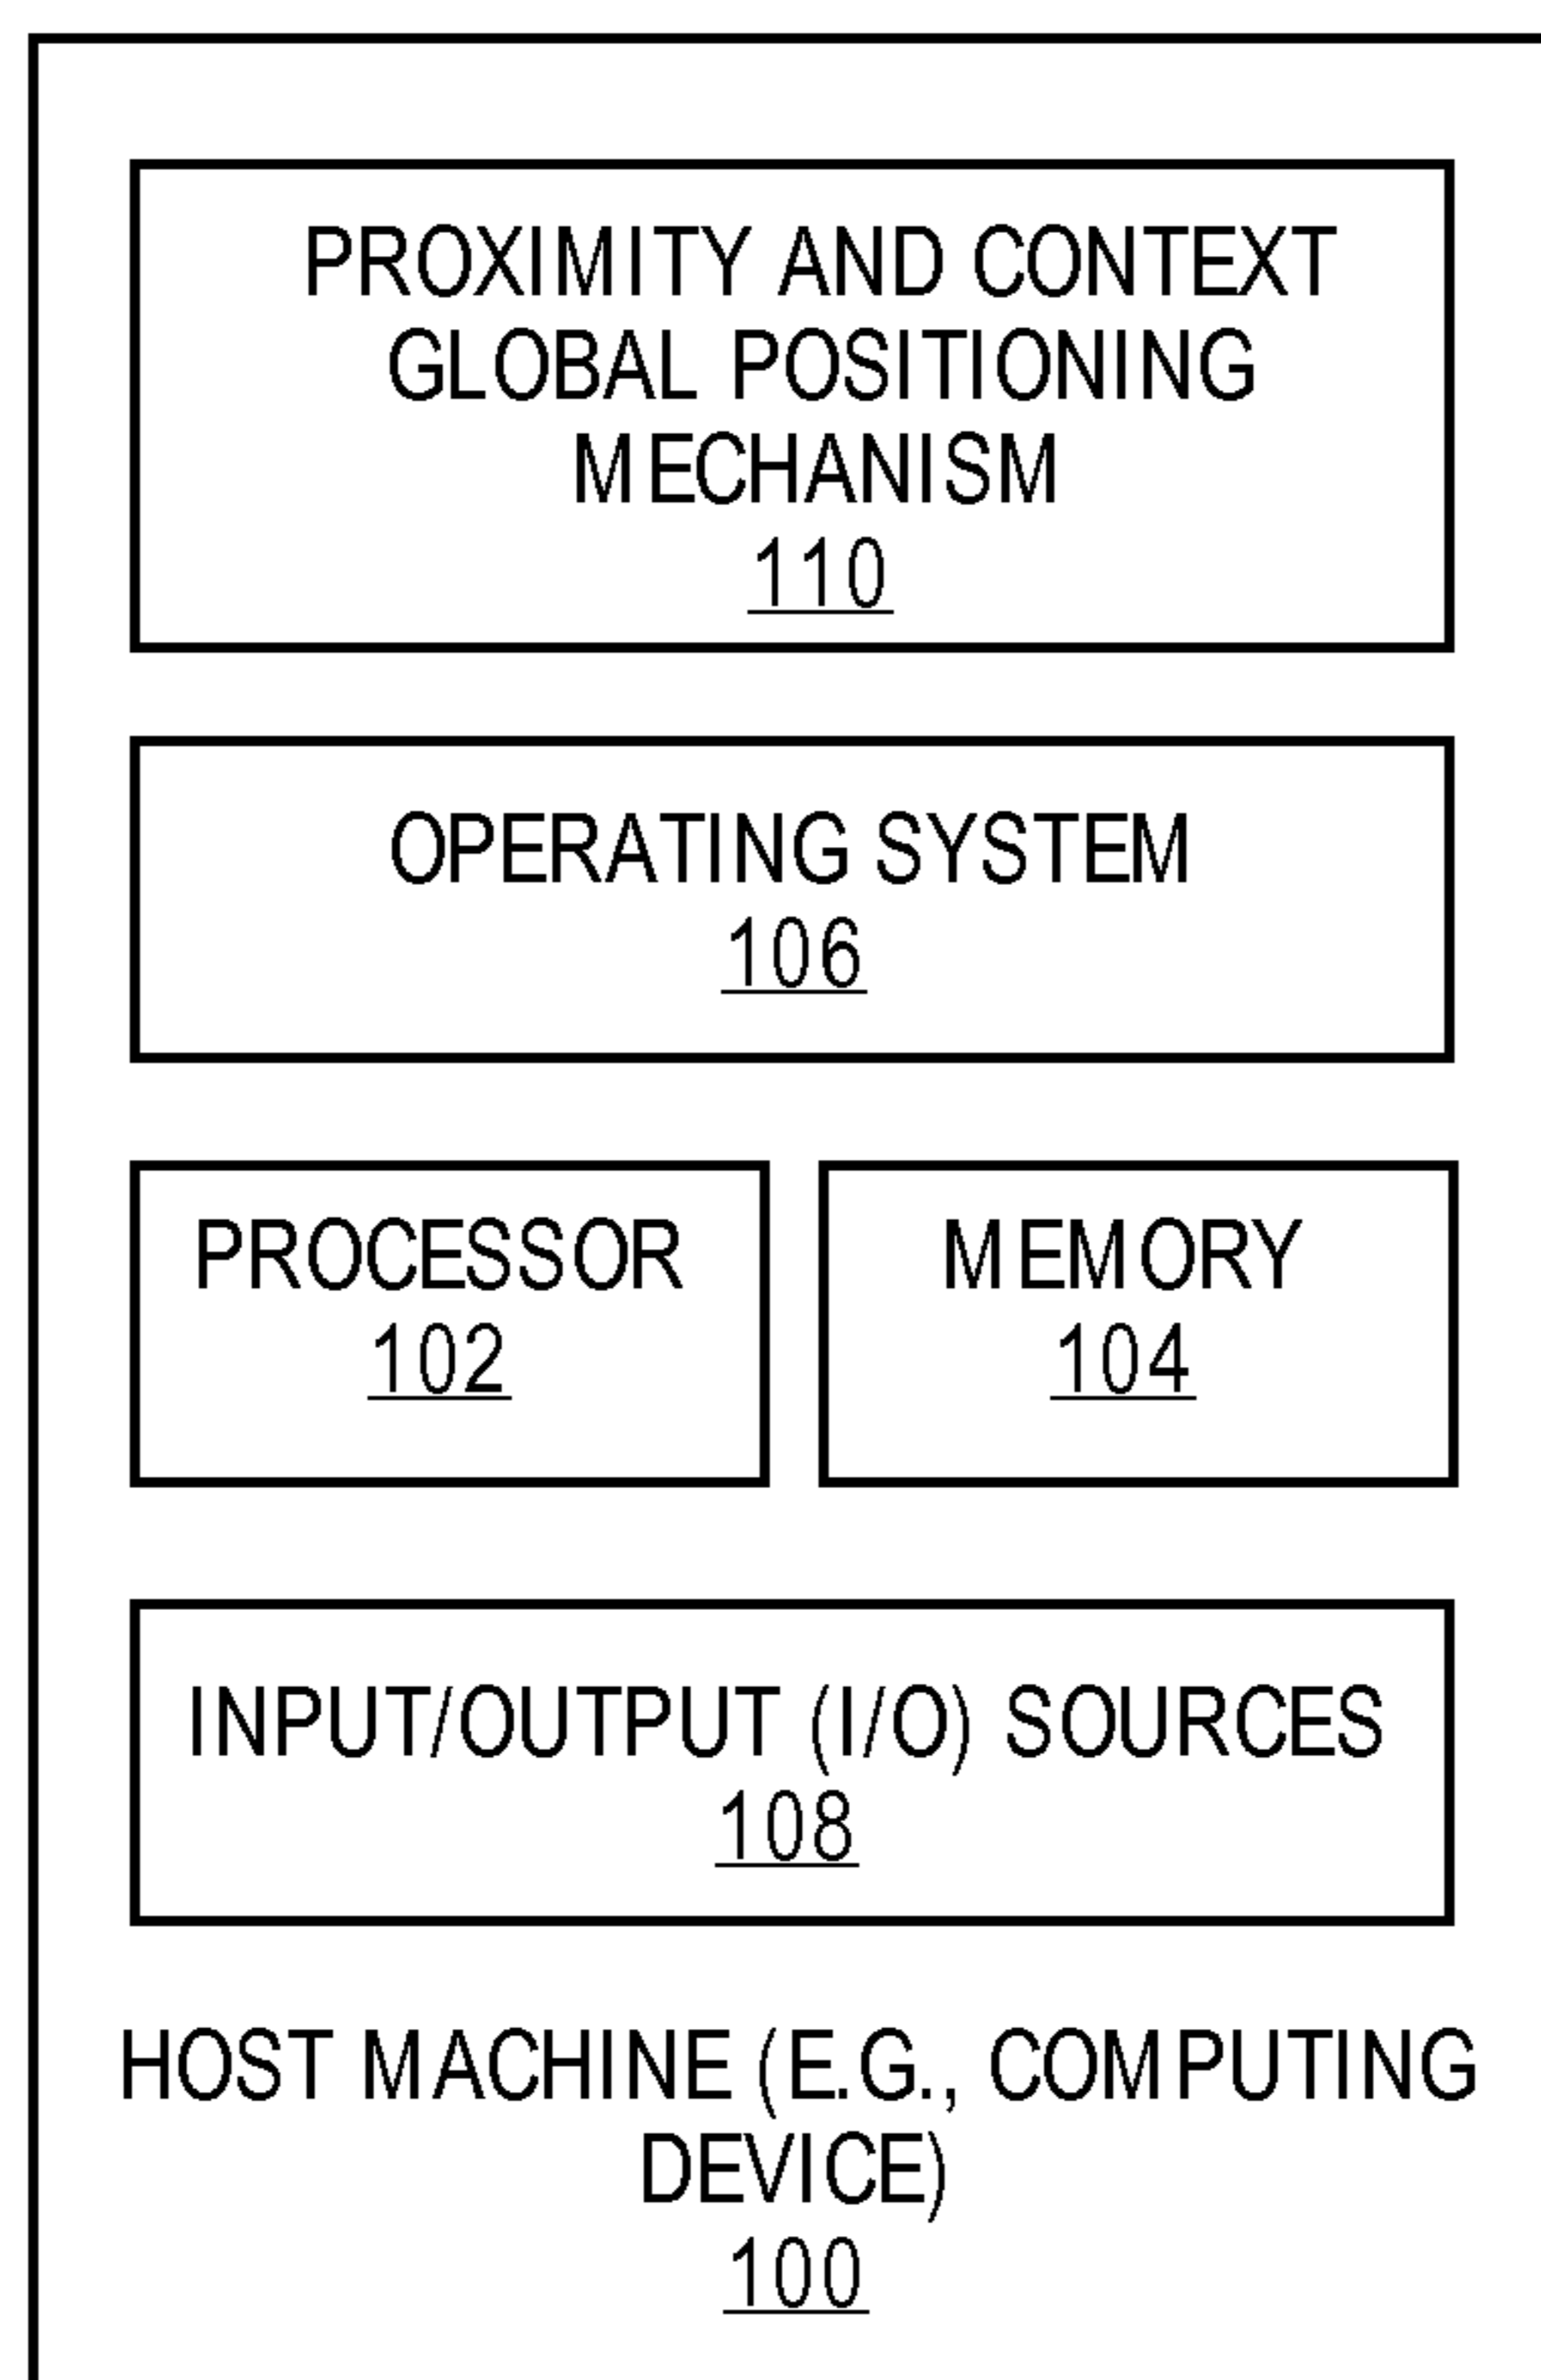 PROXIMITY AND CONTEXT
GLOBAL POSITIONING
MECHANISM
110
OPERATING SYSTEM
106
PROCESSOR
102
MEMORY
104
INPUT/OUTPUT (I/O) SOURCES
108
HOST MACHINE (E.G., COMPUTING
DEVICE)
100